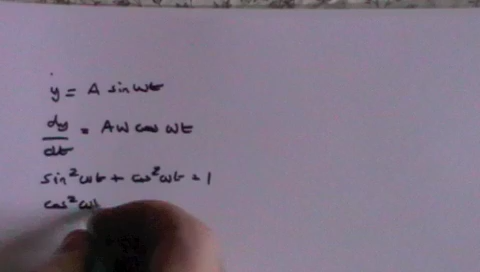 y = A sin ωt
dy/dt = Aω cos ωt
sin²ωt + cos²ωt = 1
cos²ωt